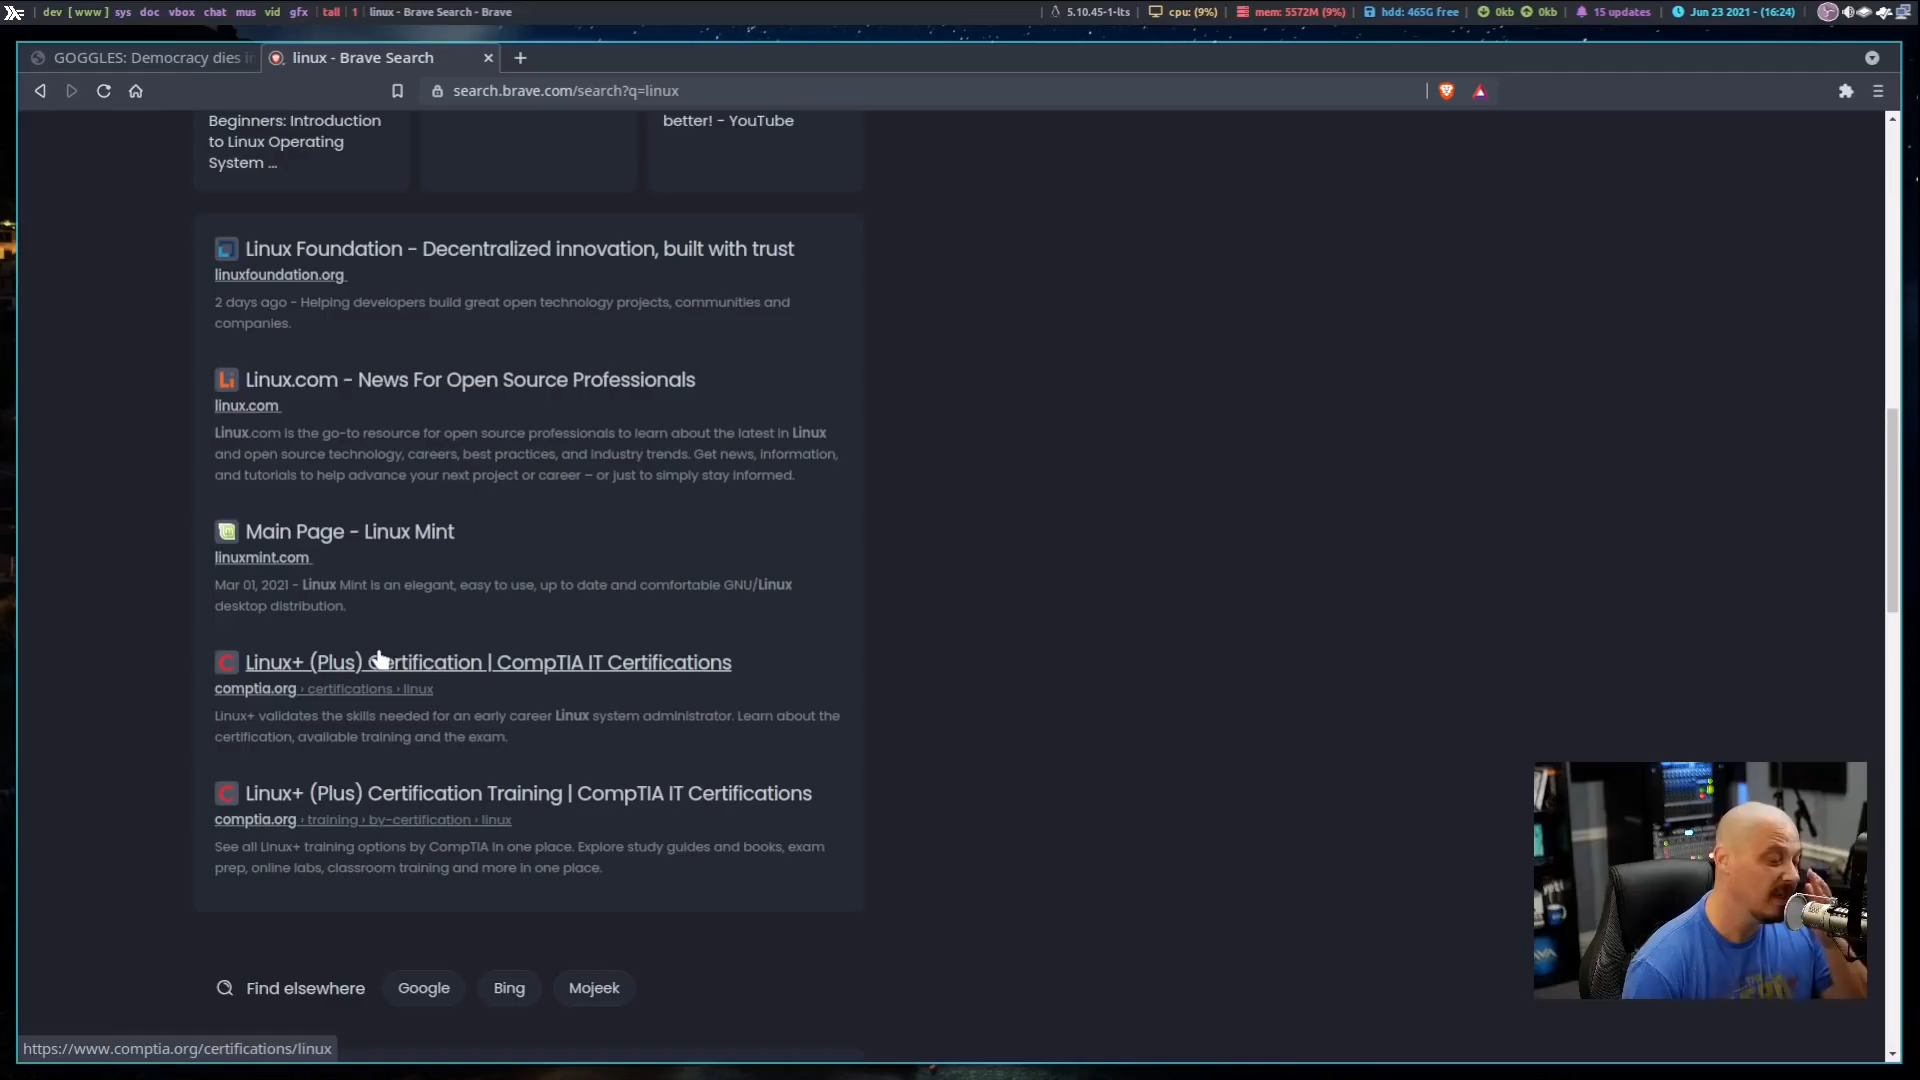 dev [ www ] sys doc vbox chat mus vid gfx | tall | 1 | linux - Brave Search - Brave
5.10.45-1-lts | cpu: (9%) | mem: 5572M (9%) | hdd: 465G free | 0kb 0kb | 15 updates | Jun 23 2021 - (16:24)
GOGGLES: Democracy dies in
linux - Brave Search
search.brave.com/search?q=linux
Beginners: Introduction
to Linux Operating
System ...
better! - YouTube
Linux Foundation - Decentralized innovation, built with trust
linuxfoundation.org
2 days ago - Helping developers build great open technology projects, communities and
companies.
Linux.com - News For Open Source Professionals
linux.com
Linux.com is the go-to resource for open source professionals to learn about the latest in Linux
and open source technology, careers, best practices, and industry trends. Get news, information,
and tutorials to help advance your next project or career – or just to simply stay informed.
Main Page - Linux Mint
linuxmint.com
Mar 01, 2021 - Linux Mint is an elegant, easy to use, up to date and comfortable GNU/Linux
desktop distribution.
Linux+ (Plus) Certification | CompTIA IT Certifications
comptia.org › certifications › linux
Linux+ validates the skills needed for an early career Linux system administrator. Learn about the
certification, available training and the exam.
Linux+ (Plus) Certification Training | CompTIA IT Certifications
comptia.org › training › by-certification › linux
See all Linux+ training options by CompTIA in one place. Explore study guides and books, exam
prep, online labs, classroom training and more in one place.
Find elsewhere Google Bing Mojeek
https://www.comptia.org/certifications/linux